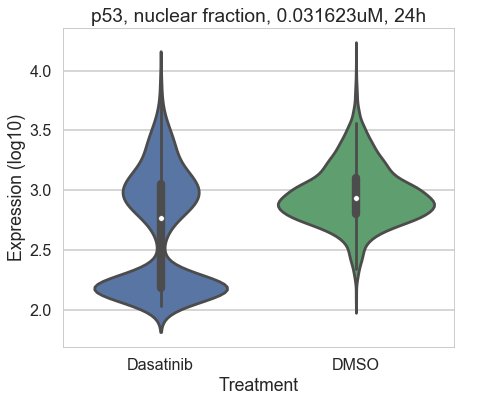 p53, nuclear fraction, 0.031623uM, 24h
Expression (log10)
4.0
3.5
3.0
2.5
2.0
Dasatinib
DMSO
Treatment